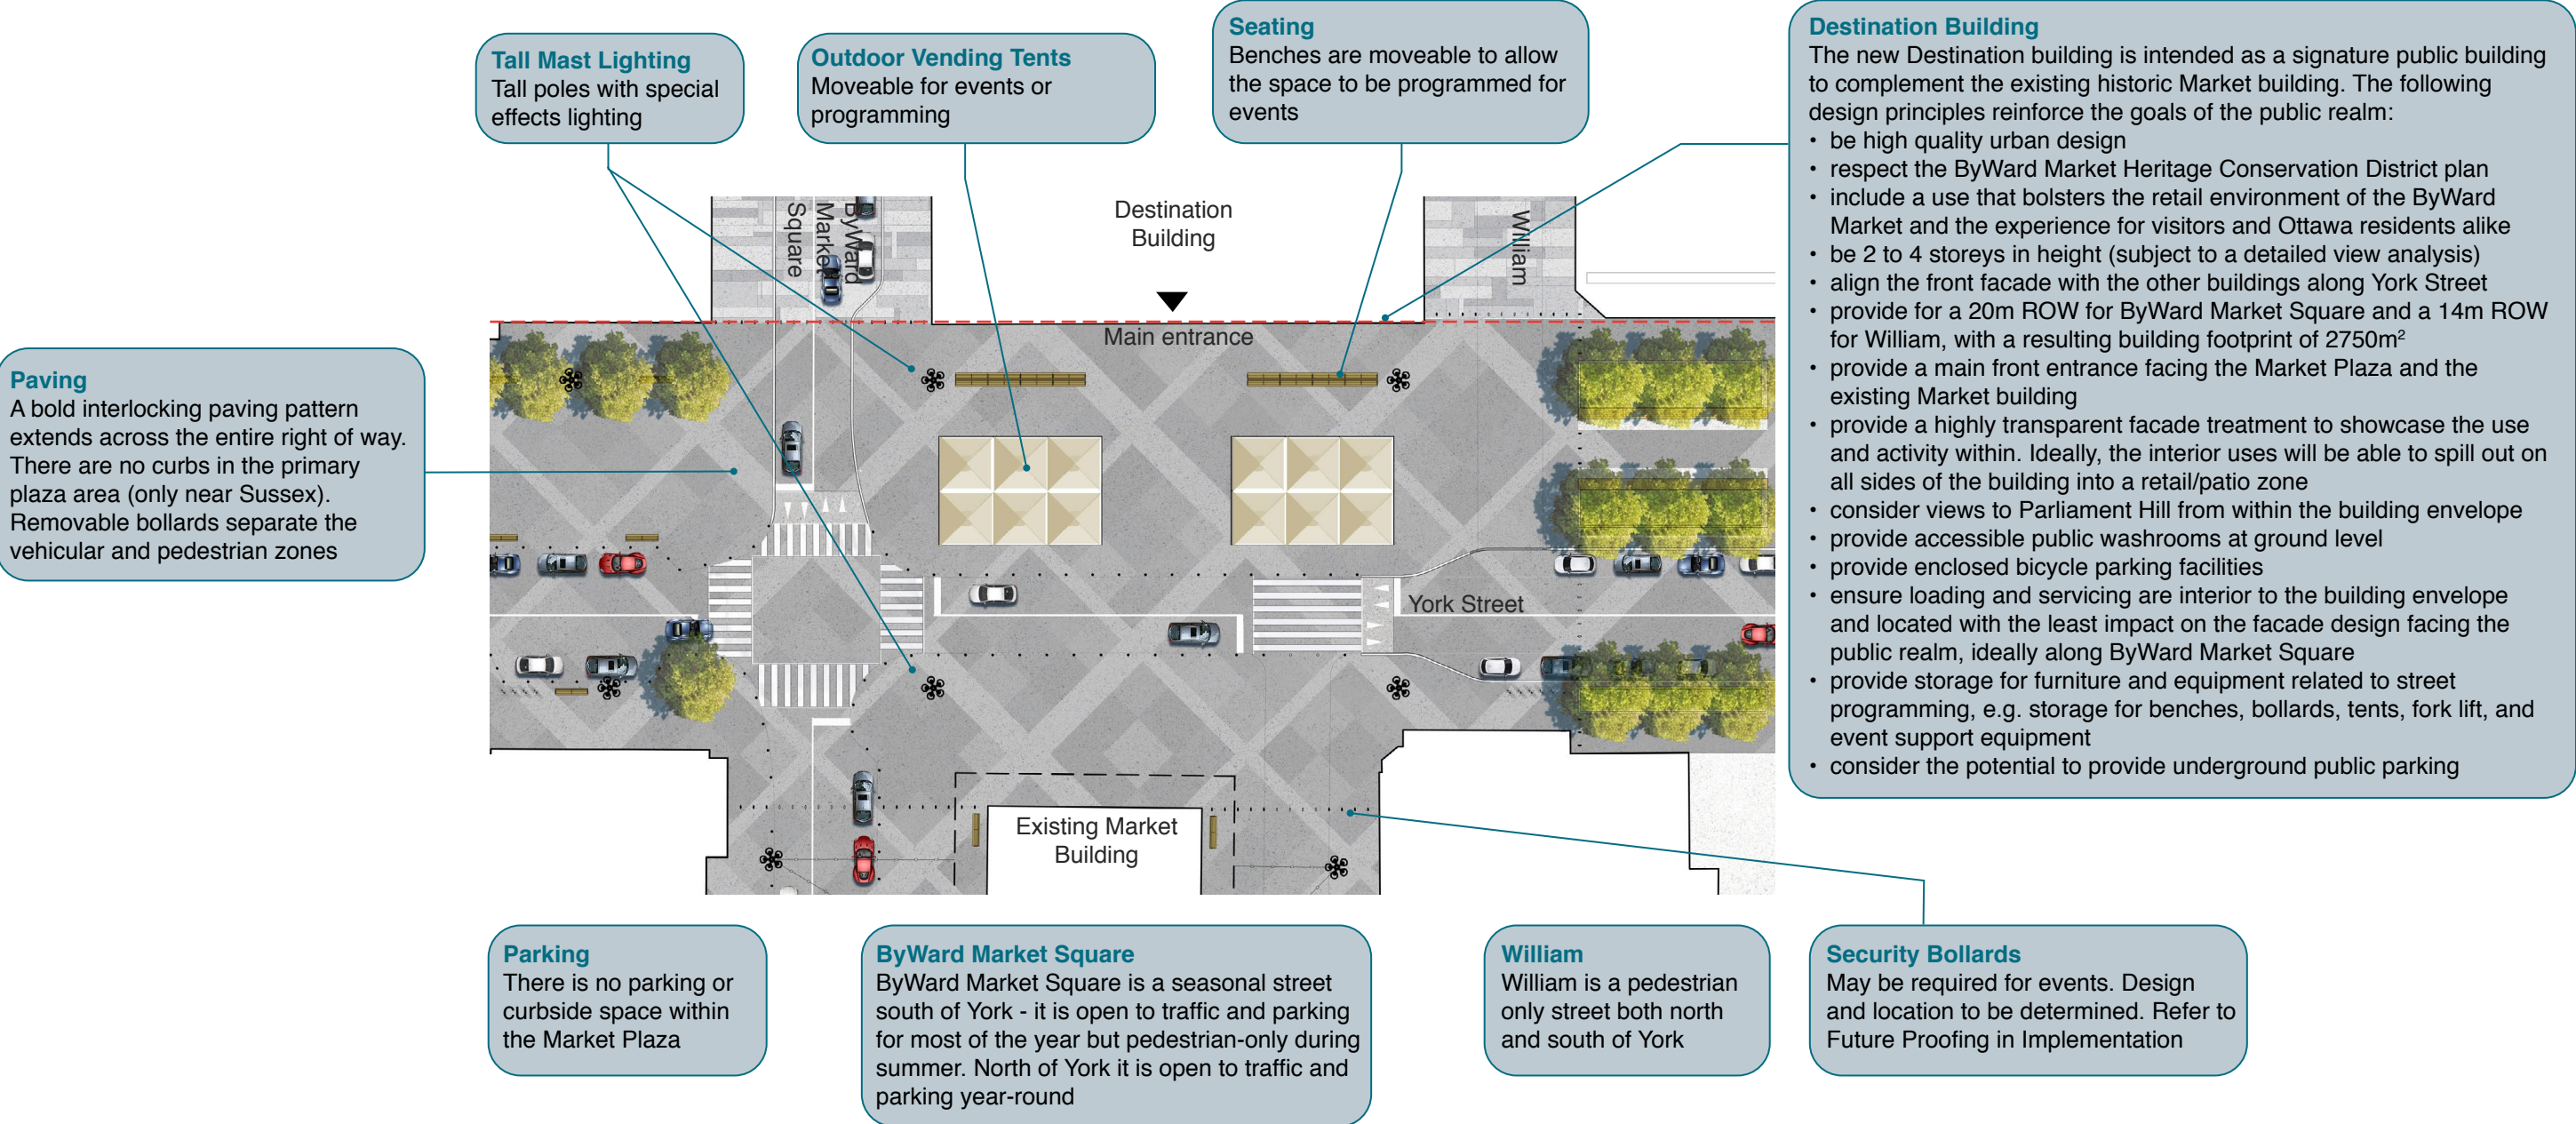 Tall Mast Lighting
Tall poles with special
effects lighting
Outdoor Vending Tents
Moveable for events or
programming
Seating
Benches are moveable to allow
the space to be programmed for
events
Destination Building
The new Destination building is intended as a signature public building
to complement the existing historic Market building. The following
design principles reinforce the goals of the public realm:
• be high quality urban design
• respect the ByWard Market Heritage Conservation District plan
• include a use that bolsters the retail environment of the ByWard
Market and the experience for visitors and Ottawa residents alike
• be 2 to 4 storeys in height (subject to a detailed view analysis)
• align the front facade with the other buildings along York Street
• provide for a 20m ROW for ByWard Market Square and a 14m ROW
for William, with a resulting building footprint of 2750m²
• provide a main front entrance facing the Market Plaza and the
existing Market building
• provide a highly transparent facade treatment to showcase the use
and activity within. Ideally, the interior uses will be able to spill out on
all sides of the building into a retail/patio zone
• consider views to Parliament Hill from within the building envelope
• provide accessible public washrooms at ground level
• provide enclosed bicycle parking facilities
• ensure loading and servicing are interior to the building envelope
and located with the least impact on the facade design facing the
public realm, ideally along ByWard Market Square
• provide storage for furniture and equipment related to street
programming, e.g. storage for benches, bollards, tents, fork lift, and
event support equipment
• consider the potential to provide underground public parking
ByWard
Market
Square
Destination
Building
William
Main entrance
Paving
A bold interlocking paving pattern
extends across the entire right of way.
There are no curbs in the primary
plaza area (only near Sussex).
Removable bollards separate the
vehicular and pedestrian zones
York Street
Existing Market
Building
Parking
There is no parking or
curbside space within
the Market Plaza
ByWard Market Square
ByWard Market Square is a seasonal street
south of York - it is open to traffic and parking
for most of the year but pedestrian-only during
summer. North of York it is open to traffic and
parking year-round
William
William is a pedestrian
only street both north
and south of York
Security Bollards
May be required for events. Design
and location to be determined. Refer to
Future Proofing in Implementation